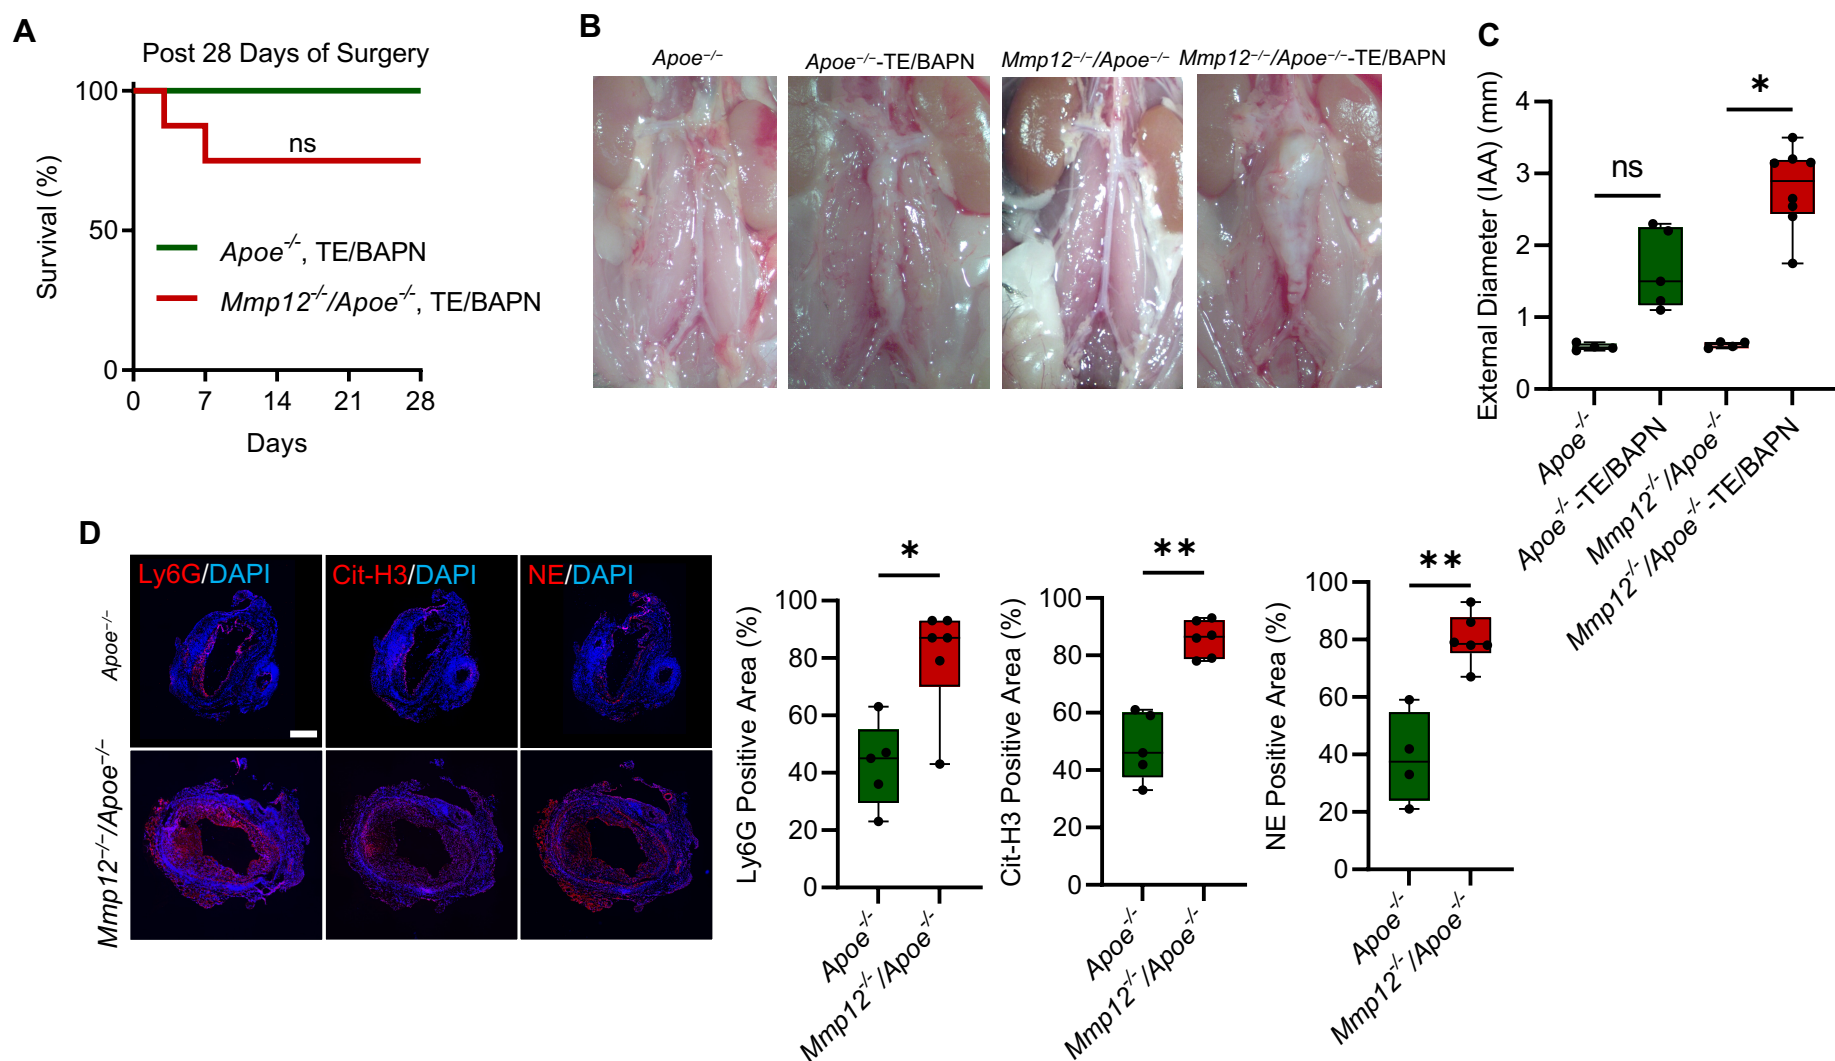 A
Post 28 Days of Surgery
Survival (%)
100
50
0
ns
Apoe-/-, TE/BAPN
Mmp12-/-/Apoe-/-, TE/BAPN
0 7 14 21 28
Days
B
Apoe−/− Apoe−/−-TE/BAPN Mmp12−/−/Apoe−/− Mmp12−/−/Apoe−/−-TE/BAPN
C
External Diameter (IAA) (mm)
4
3
2
1
0
ns
*
Apoe-/-
Apoe-/--TE/BAPN
Mmp12-/-/Apoe-/-
Mmp12-/-/Apoe-/--TE/BAPN
D
Ly6G/DAPI Cit-H3/DAPI NE/DAPI
Apoe−/−
Mmp12−/−/Apoe−/−
Ly6G Positive Area (%)
100
80
60
40
20
0
*
Apoe-/-
Mmp12-/-/Apoe-/-
Cit-H3 Positive Area (%)
100
80
60
40
20
0
**
Apoe-/-
Mmp12-/-/Apoe-/-
NE Positive Area (%)
100
80
60
40
20
0
**
Apoe-/-
Mmp12-/-/Apoe-/-